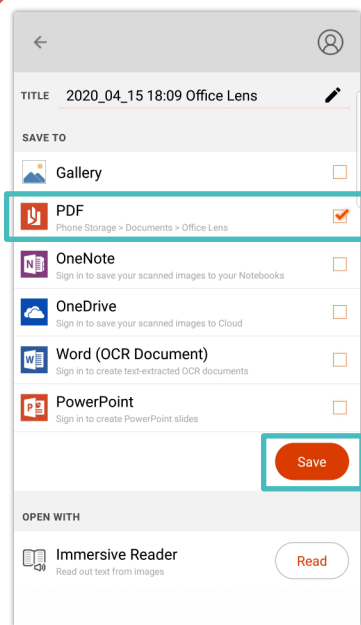 TITLE 2020_04_15 18:09 Office Lens
SAVE TO
Gallery
PDF
Phone Storage > Documents > Office Lens
OneNote
Sign in to save your scanned images to your Notebooks
OneDrive
Sign in to save your scanned images to Cloud
Word (OCR Document)
Sign in to create text-extracted OCR documents
PowerPoint
Sign in to create PowerPoint slides
Save
OPEN WITH
Immersive Reader
Read out text from images
Read